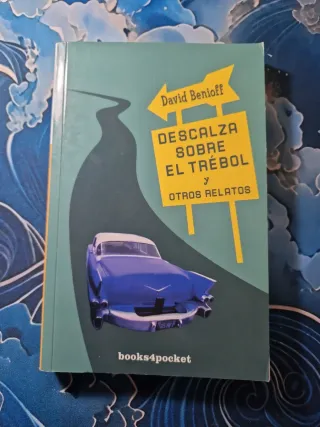 David Benioff
DESCALZA
SOBRE
EL TRÉBOL
y
OTROS RELATOS
books4pocket